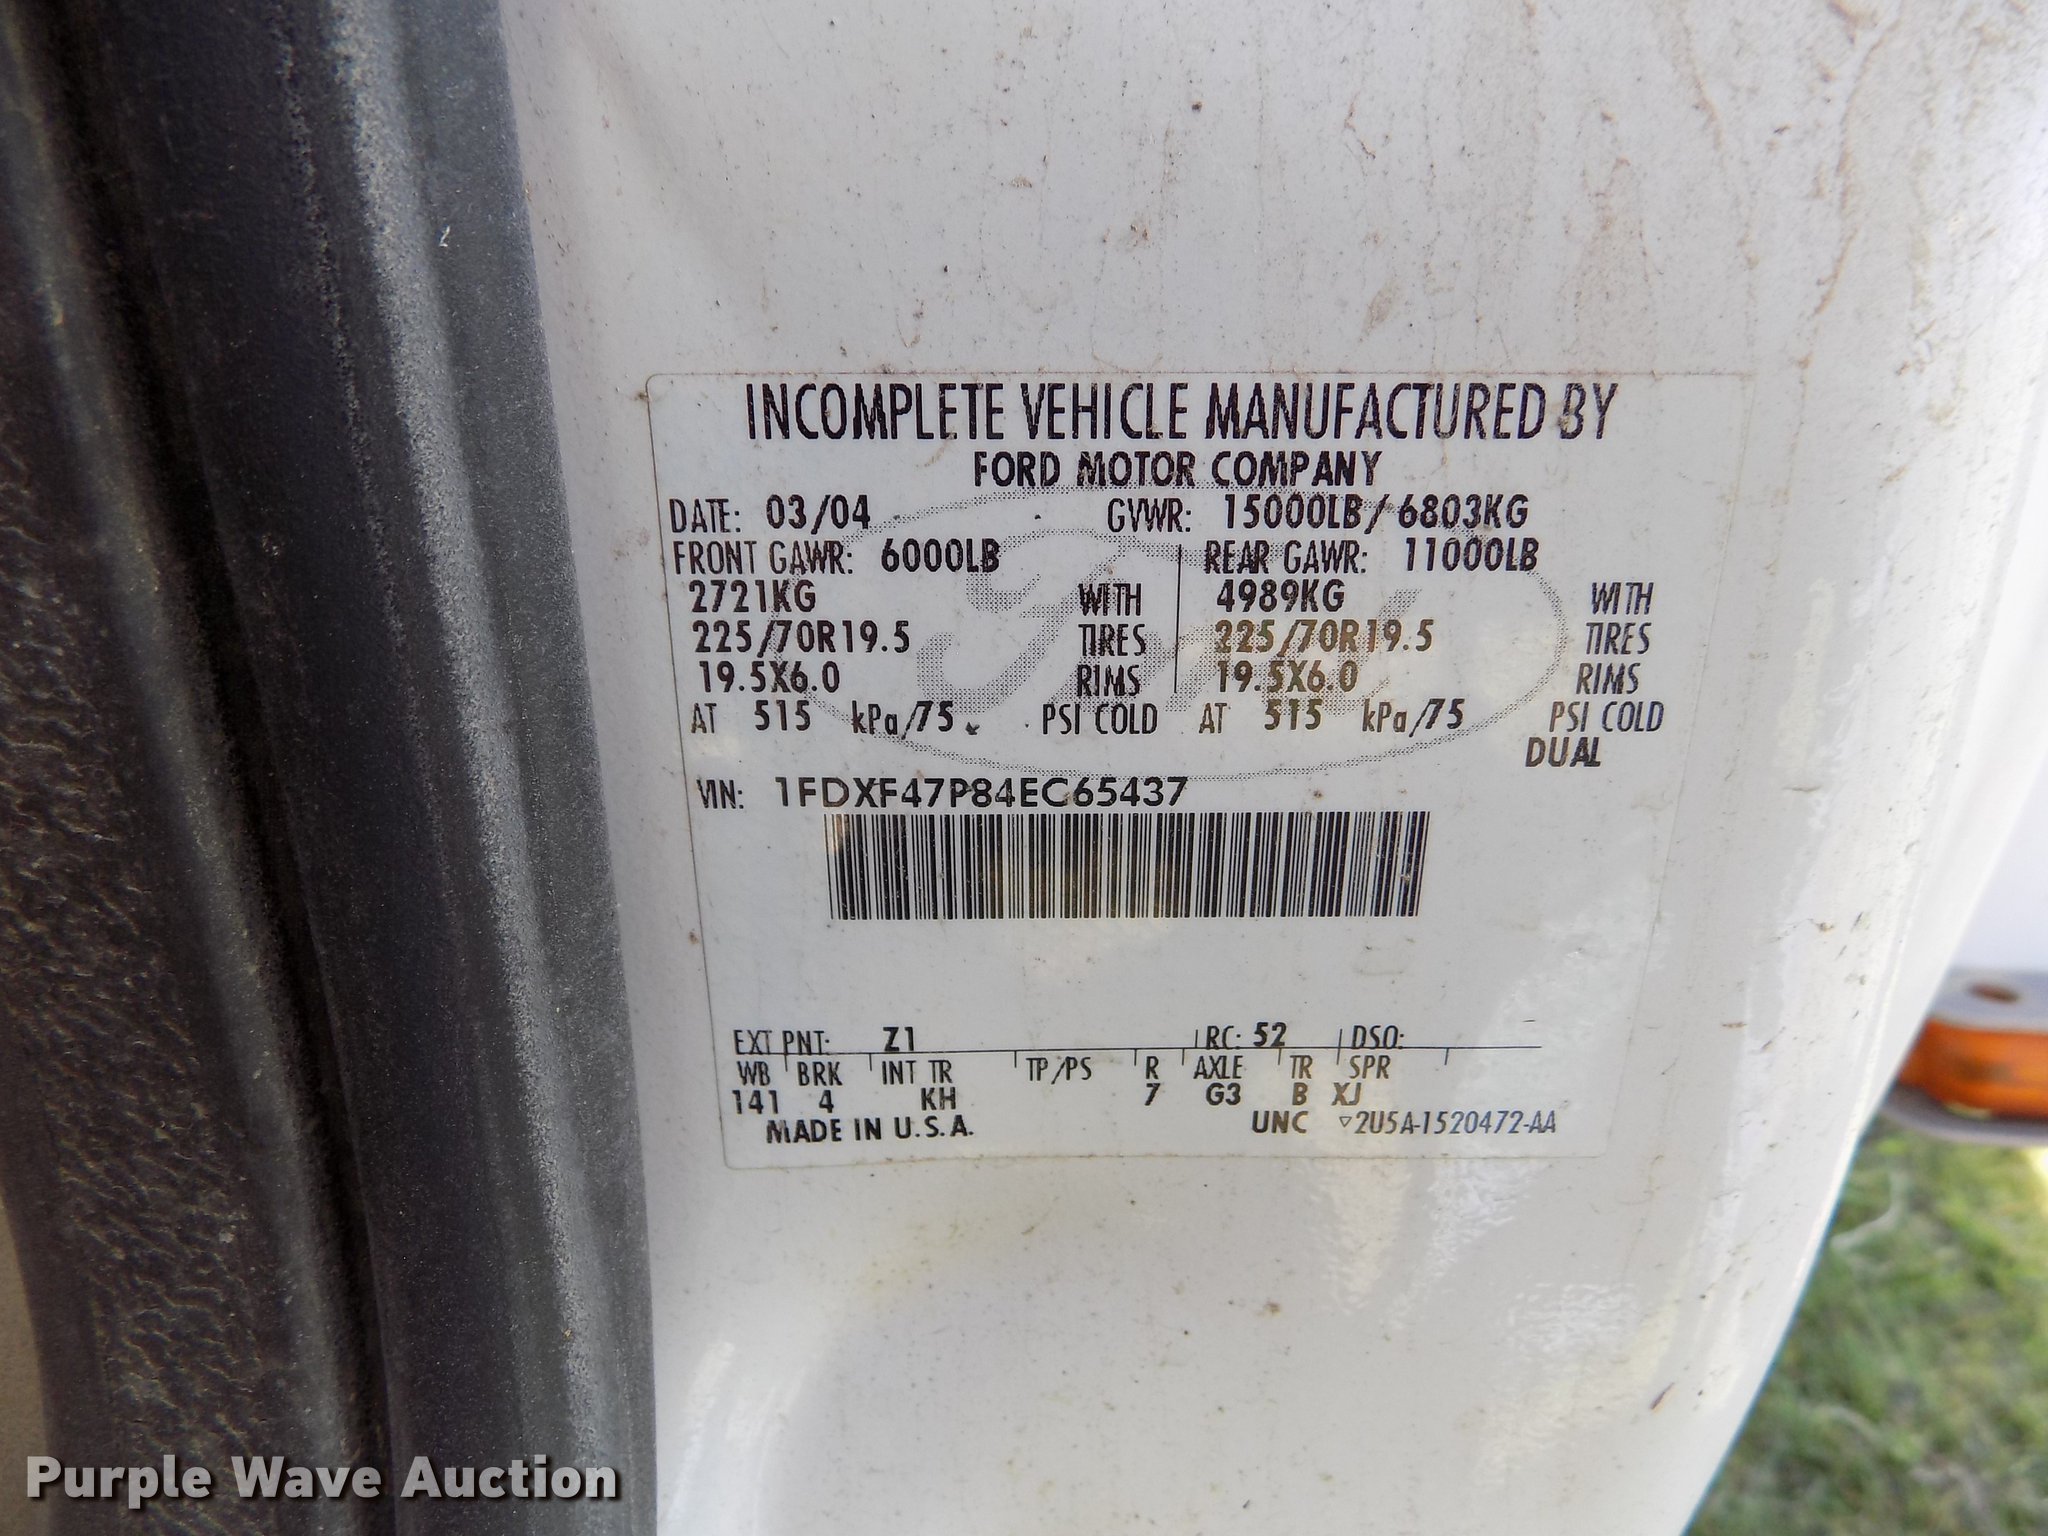 INCOMPLETE VEHICLE MANUFACTURED BY
FORD MOTOR COMPANY
DATE: 03/04 GVWR: 15000LB/6803KG
FRONT GAWR: 6000LB REAR GAWR: 11000LB
2721KG WITH 4989KG WITH
225/70R19.5 TIRES 225/70R19.5 TIRES
19.5X6.0 RIMS 19.5X6.0 RIMS
AT 515 kPa/75 PSI COLD AT 515 kPa/75 PSI COLD
DUAL
VIN: 1FDXF47P84EC65437
EXT PNT: Z1 RC: 52 DSO:
WB BRK INT TR TP/PS R AXLE TR SPR
141 4 KH 7 G3 B XJ
MADE IN U.S.A. UNC ▽2U5A-1520472-AA
Ford
Purple Wave Auction